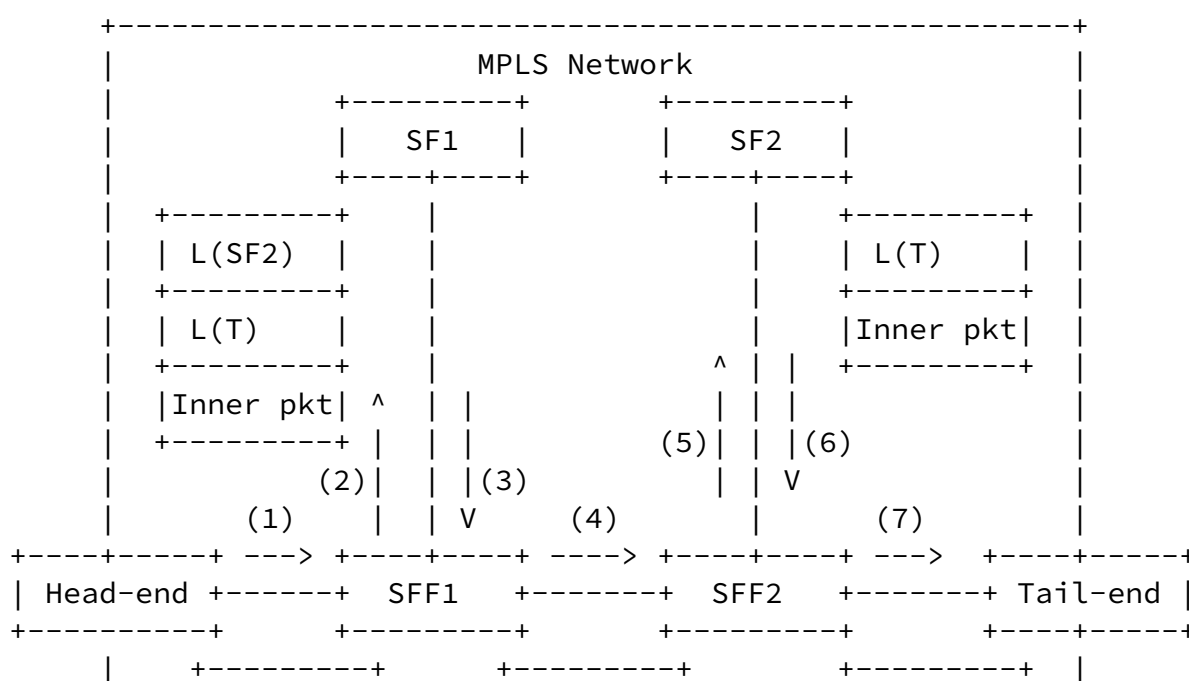 +---------------------------------------------------+
     |                    MPLS Network                     |
     |            +---------+       +---------+            |
     |            |   SF1   |       |   SF2   |            |
     |            +----+----+       +----+----+            |
     |  +---------+    |                 |    +---------+  |
     |  | L(SF2)  |    |                 |    | L(T)    |  |
     |  +---------+    |                 |    +---------+  |
     |  | L(T)    |    |                 |    |Inner pkt|  |
     |  +---------+    |               ^ | |  +---------+  |
     |  |Inner pkt| ^  | |             | | |               |
     |  +---------+ |  | |          (5)| | |(6)            |
     |           (2)|  | |(3)          | | V               |
     |       (1)    |  | V    (4)        |      (7)        |
+----+-----+ ---> +----+----+ ----> +----+----+ --->  +----+-----+
| Head-end +------+  SFF1   +-------+  SFF2   +-------+ Tail-end |
+----------+      +---------+       +---------+       +----+-----+
     |    +---------+      +---------+        +---------+  |